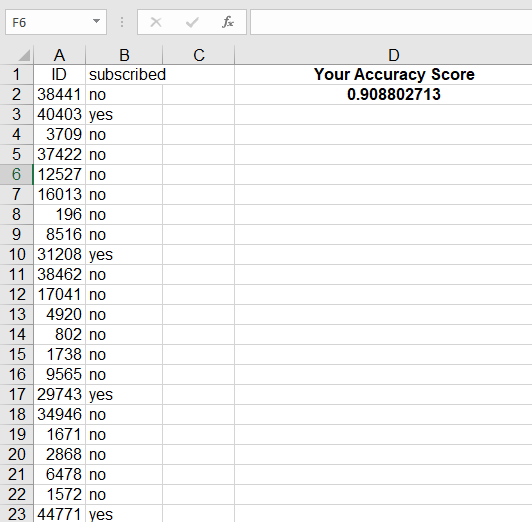 F6 fx
A B C D
1 ID subscribed Your Accuracy Score
2 38441 no 0.908802713
3 40403 yes
4 3709 no
5 37422 no
6 12527 no
7 16013 no
8 196 no
9 8516 no
10 31208 yes
11 38462 no
12 17041 no
13 4920 no
14 802 no
15 1738 no
16 9565 no
17 29743 yes
18 34946 no
19 1671 no
20 2868 no
21 6478 no
22 1572 no
23 44771 yes